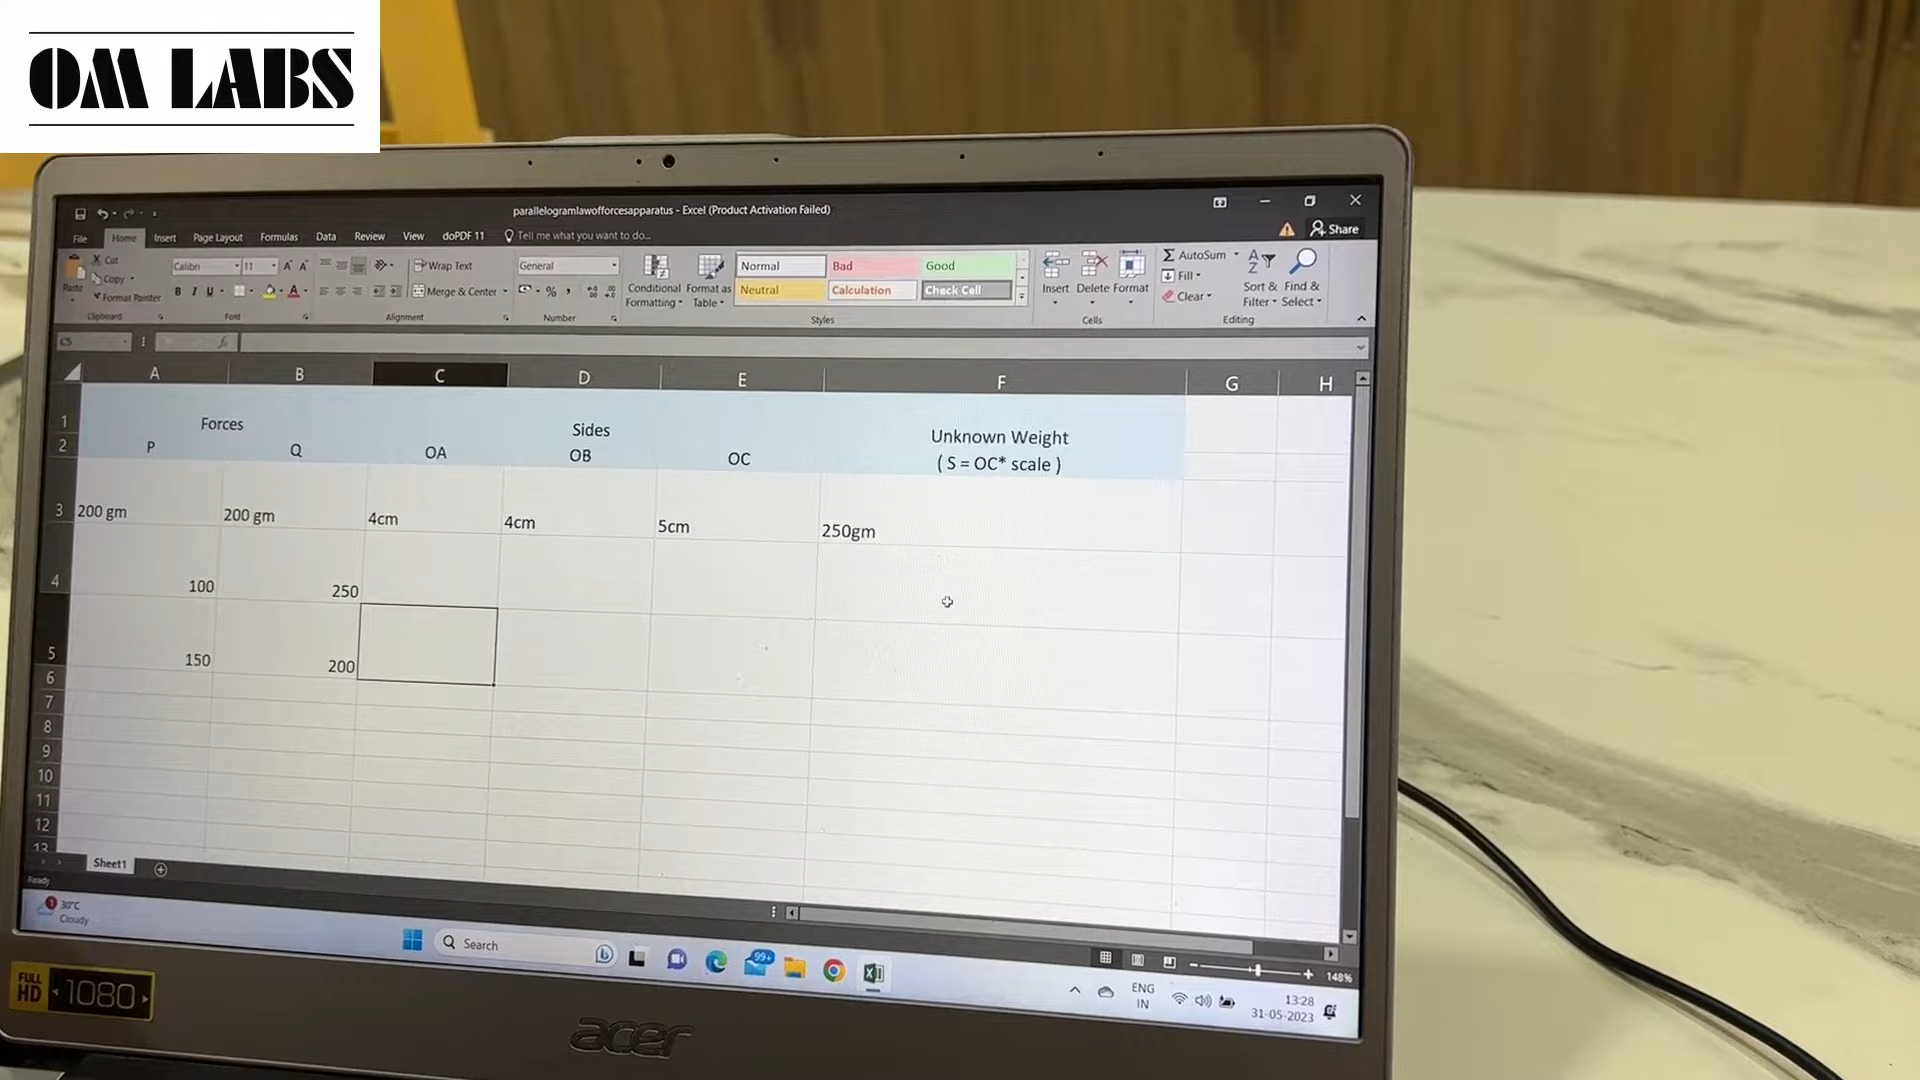 OM LABS
parallelogramlawofforcesapparatus - Excel (Product Activation Failed)
File Home Insert Page Layout Formulas Data Review View doPDF 11 Tell me what you want to do... Share
Paste
Cut
Copy
Format Painter
Clipboard
Calibri 11
B I U
Font
Wrap Text
Merge & Center
Alignment
General
%
Number
Conditional Formatting
Format as Table
Normal Bad Good
Neutral Calculation Check Cell
Styles
Insert Delete Format
Cells
AutoSum
Fill
Clear
Sort & Filter
Find & Select
Editing
C5 fx
A B C D E F G H
1 Forces Sides Unknown Weight
2 P Q OA OB OC ( S = OC* scale )
3 200 gm 200 gm 4cm 4cm 5cm 250gm
4 100 250
5 150 200
6
7
8
9
10
11
12
13
Sheet1
Ready
148%
30°C
Cloudy
Search
99+
ENG
IN
13:28
31-05-2023
FULL HD 1080
acer